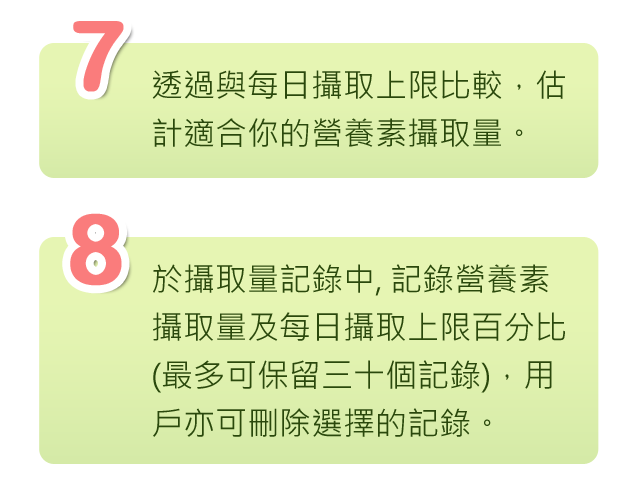 7
透過與每日攝取上限比較，估
計適合你的營養素攝取量。
8
於攝取量記錄中, 記錄營養素
攝取量及每日攝取上限百分比
(最多可保留三十個記錄)，用
戶亦可刪除選擇的記錄。